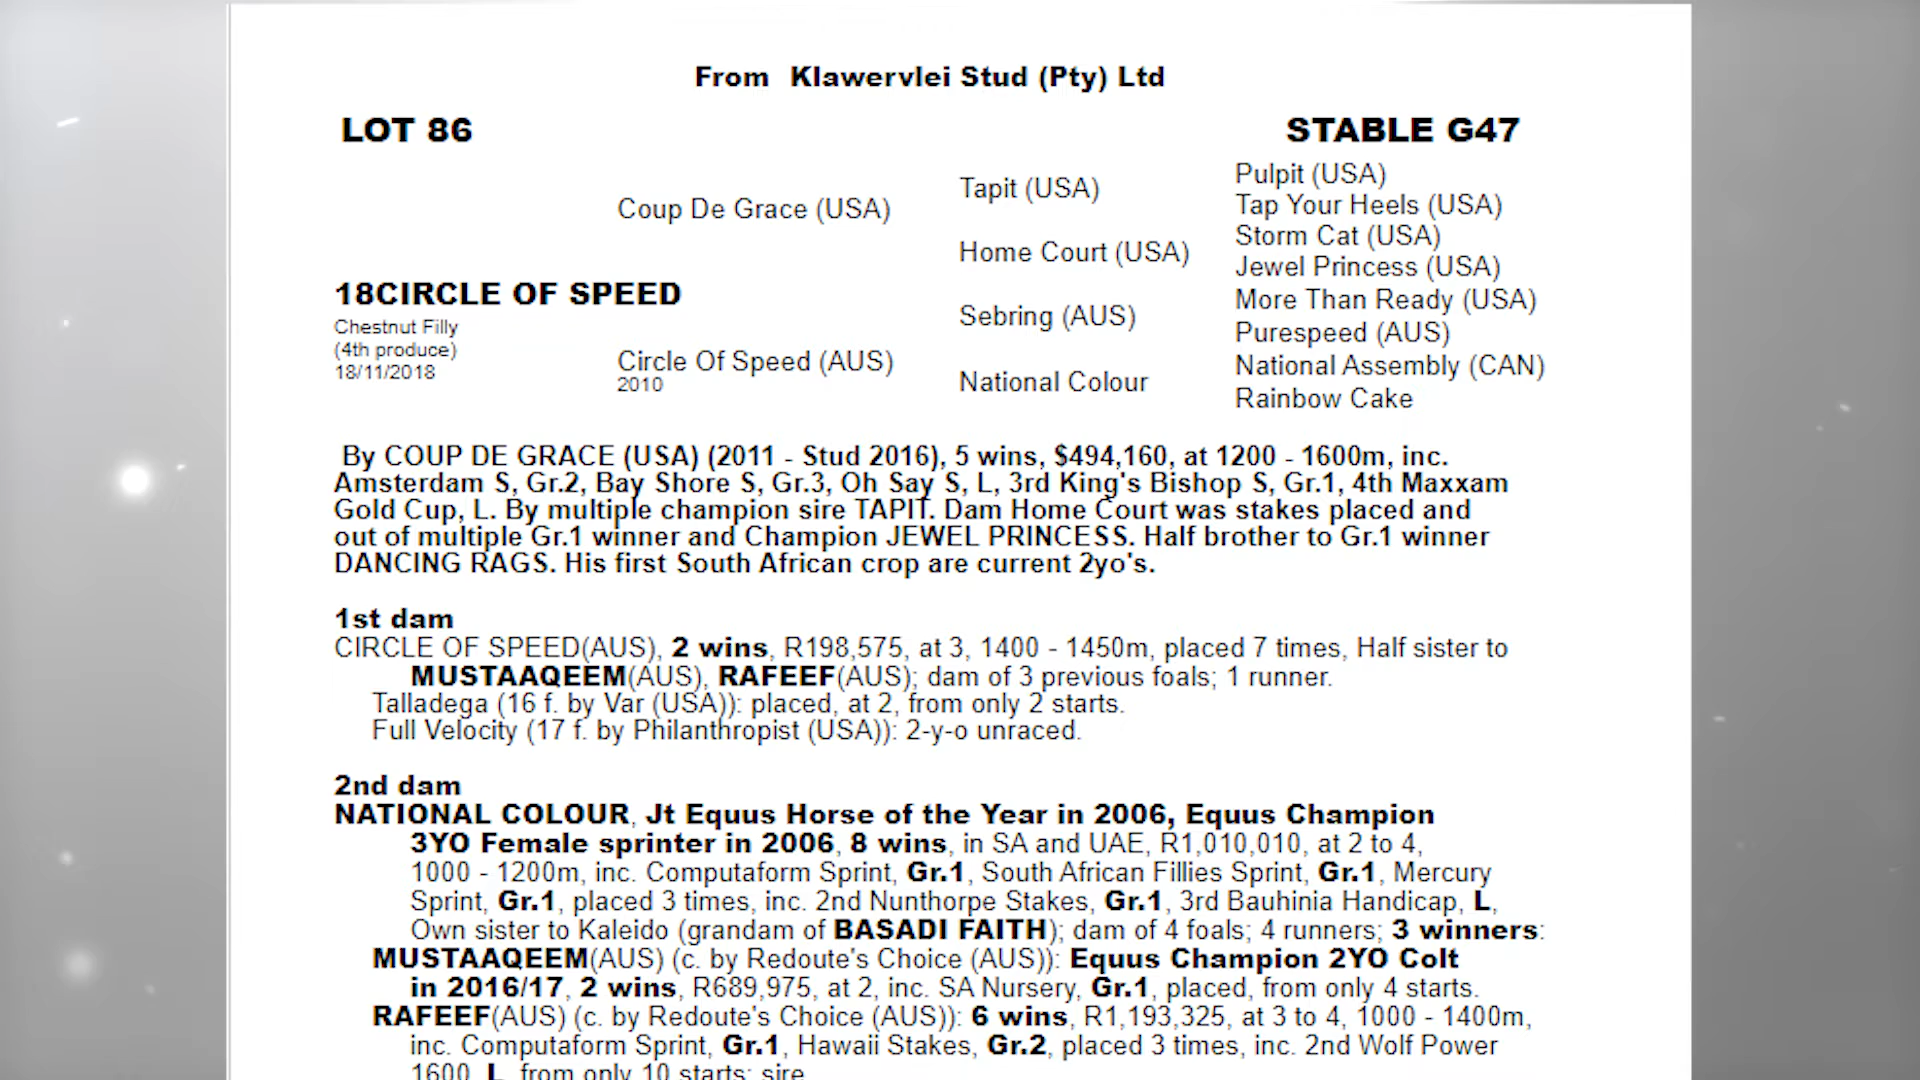 From Klawervlei Stud (Pty) Ltd
LOT 86
STABLE G47
Coup De Grace (USA)
Tapit (USA)
Home Court (USA)
Pulpit (USA)
Tap Your Heels (USA)
Storm Cat (USA)
Jewel Princess (USA)
18CIRCLE OF SPEED
Chestnut Filly
(4th produce)
18/11/2018
Circle Of Speed (AUS)
2010
Sebring (AUS)
National Colour
More Than Ready (USA)
Purespeed (AUS)
National Assembly (CAN)
Rainbow Cake
By COUP DE GRACE (USA) (2011 - Stud 2016), 5 wins, $494,160, at 1200 - 1600m, inc.
Amsterdam S, Gr.2, Bay Shore S, Gr.3, Oh Say S, L, 3rd King's Bishop S, Gr.1, 4th Maxxam
Gold Cup, L. By multiple champion sire TAPIT. Dam Home Court was stakes placed and
out of multiple Gr.1 winner and Champion JEWEL PRINCESS. Half brother to Gr.1 winner
DANCING RAGS. His first South African crop are current 2yo's.
1st dam
CIRCLE OF SPEED(AUS), 2 wins, R198,575, at 3, 1400 - 1450m, placed 7 times, Half sister to
MUSTAAQEEM(AUS), RAFEEF(AUS); dam of 3 previous foals; 1 runner.
Talladega (16 f. by Var (USA)): placed, at 2, from only 2 starts.
Full Velocity (17 f. by Philanthropist (USA)): 2-y-o unraced.
2nd dam
NATIONAL COLOUR, Jt Equus Horse of the Year in 2006, Equus Champion
3YO Female sprinter in 2006, 8 wins, in SA and UAE, R1,010,010, at 2 to 4,
1000 - 1200m, inc. Computaform Sprint, Gr.1, South African Fillies Sprint, Gr.1, Mercury
Sprint, Gr.1, placed 3 times, inc. 2nd Nunthorpe Stakes, Gr.1, 3rd Bauhinia Handicap, L,
Own sister to Kaleido (grandam of BASADI FAITH); dam of 4 foals; 4 runners; 3 winners:
MUSTAAQEEM(AUS) (c. by Redoute's Choice (AUS)): Equus Champion 2YO Colt
in 2016/17, 2 wins, R689,975, at 2, inc. SA Nursery, Gr.1, placed, from only 4 starts.
RAFEEF(AUS) (c. by Redoute's Choice (AUS)): 6 wins, R1,193,325, at 3 to 4, 1000 - 1400m,
inc. Computaform Sprint, Gr.1, Hawaii Stakes, Gr.2, placed 3 times, inc. 2nd Wolf Power
1600, L, from only 10 starts; sire.